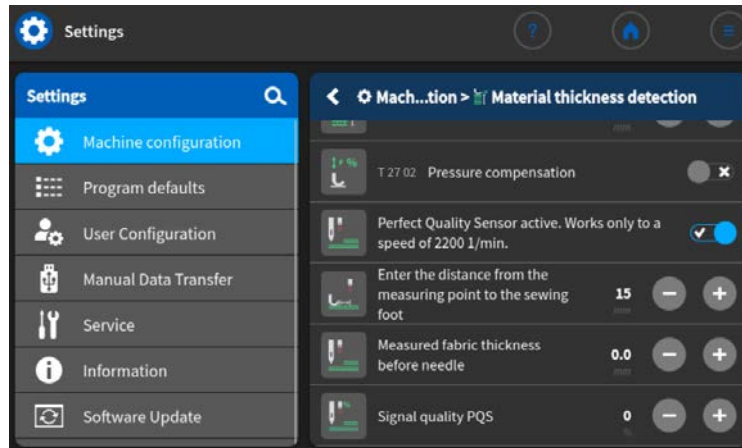 Settings
?
Settings
Mach...tion > Material thickness detection
mm
Machine configuration
Program defaults
User Configuration
Manual Data Transfer
Service
Information
Software Update
%
T 27 02 Pressure compensation
Perfect Quality Sensor active. Works only to a
speed of 2200 1/min.
Enter the distance from the
measuring point to the sewing
foot
15
mm
Measured fabric thickness
before needle
0.0
mm
%
Signal quality PQS
0
%